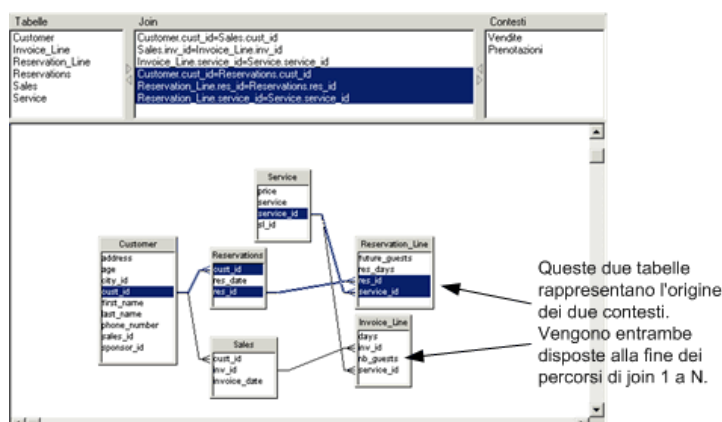 Tabelle
Join
Contesti
Customer
Invoice_Line
Reservation_Line
Reservations
Sales
Service
Customer.cust_id=Sales.cust_id
Sales.inv_id=Invoice_Line.inv_id
Invoice_Line.service_id=Service.service_id
Customer.cust_id=Reservations.cust_id
Reservation_Line.res_id=Reservations.res_id
Reservation_Line.service_id=Service.service_id
Vendite
Prenotazioni
Service
price
service
service_id
sl_id
Customer
address
age
city_id
cust_id
first_name
last_name
phone_number
sales_id
sponsor_id
Reservations
cust_id
res_date
res_id
Reservation_Line
future_guests
res_days
res_id
service_id
Sales
cust_id
inv_id
invoice_date
Invoice_Line
days
inv_id
nb_guests
service_id
Queste due tabelle
rappresentano l'origine
dei due contesti.
Vengono entrambe
disposte alla fine dei
percorsi di join 1 a N.